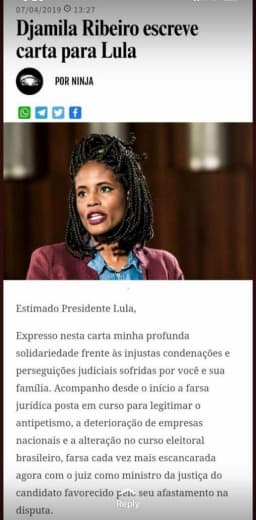 07/04/2019 13:27
Djamila Ribeiro escreve
carta para Lula
POR NINJA
Estimado Presidente Lula,
Expresso nesta carta minha profunda
solidariedade frente às injustas condenações e
perseguições judiciais sofridas por você e sua
família. Acompanho desde o início a farsa
jurídica posta em curso para legitimar o
antipetismo, a deterioração de empresas
nacionais e a alteração no curso eleitoral
brasileiro, farsa cada vez mais escancarada
agora com o juiz como ministro da justiça do
candidato favorecido pelo seu afastamento na
Reply
disputa.